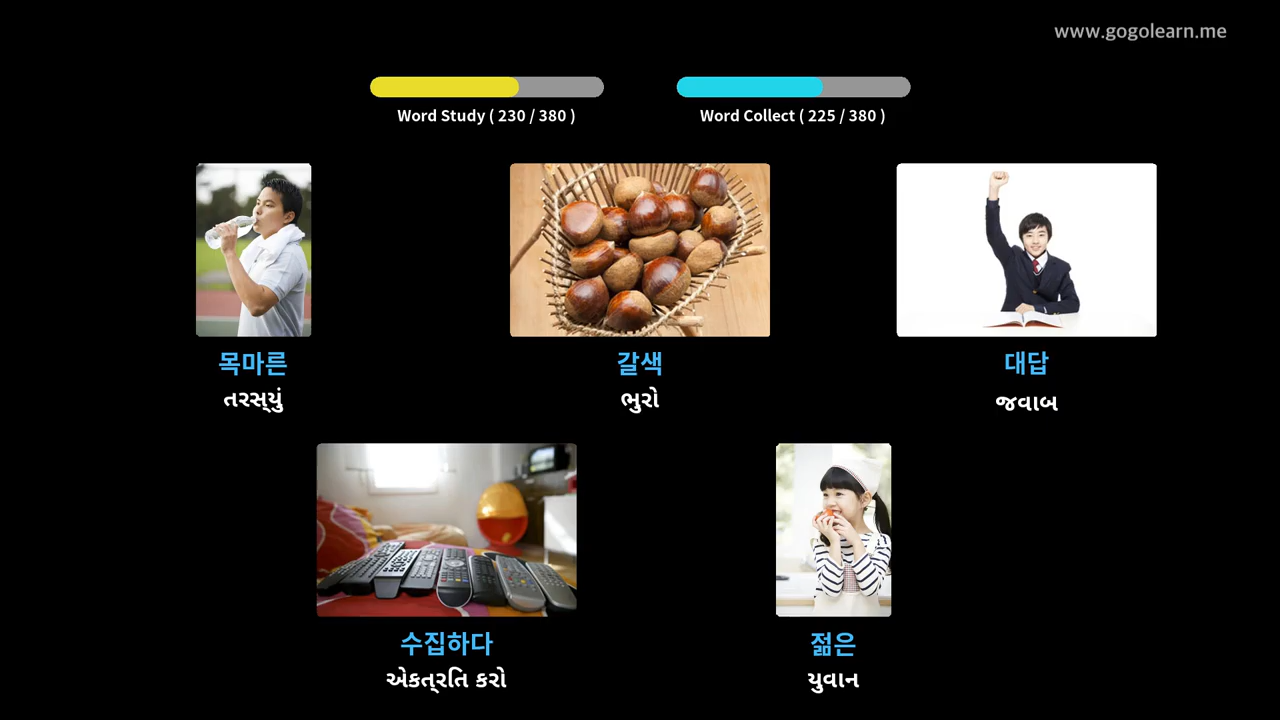 www.gogolearn.me
Word Study ( 230 / 380 )
Word Collect ( 225 / 380 )
목마른
તરસ્યું
갈색
ભુરો
대답
જવાબ
수집하다
એકત્રતિ કરો
젊은
યુવાન